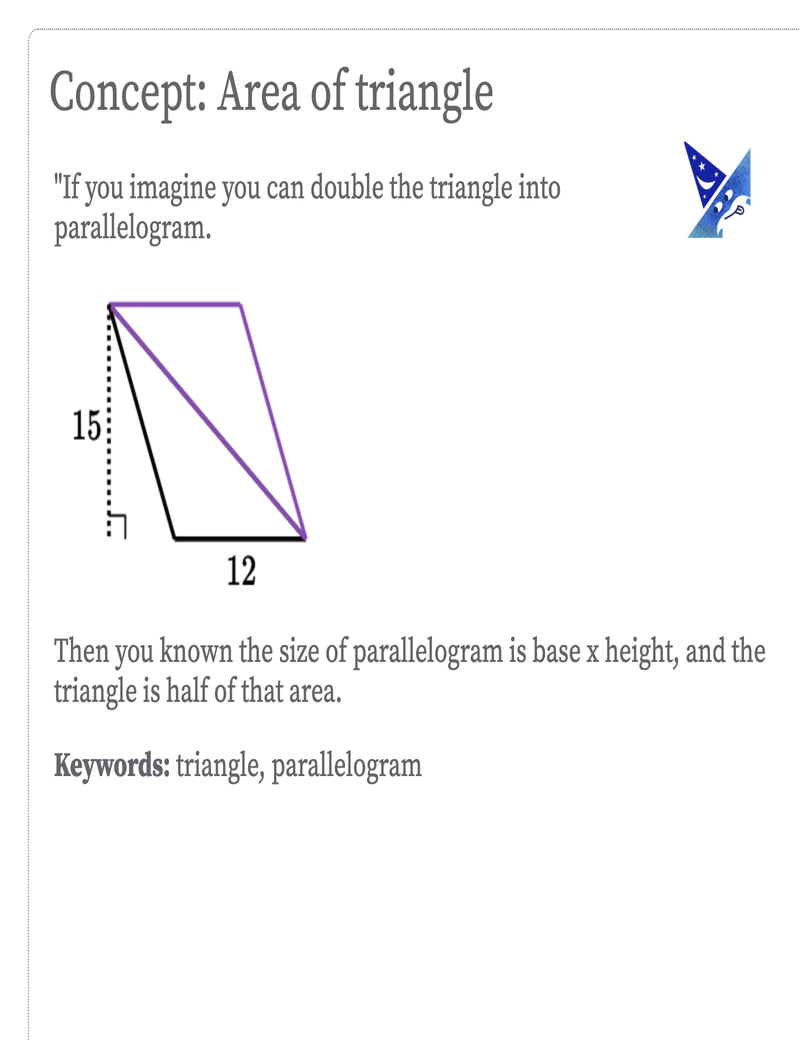 Concept: Area of triangle
"If you imagine you can double the triangle into
parallelogram.
15
12
Then you known the size of parallelogram is base x height, and the
triangle is half of that area.
Keywords: triangle, parallelogram